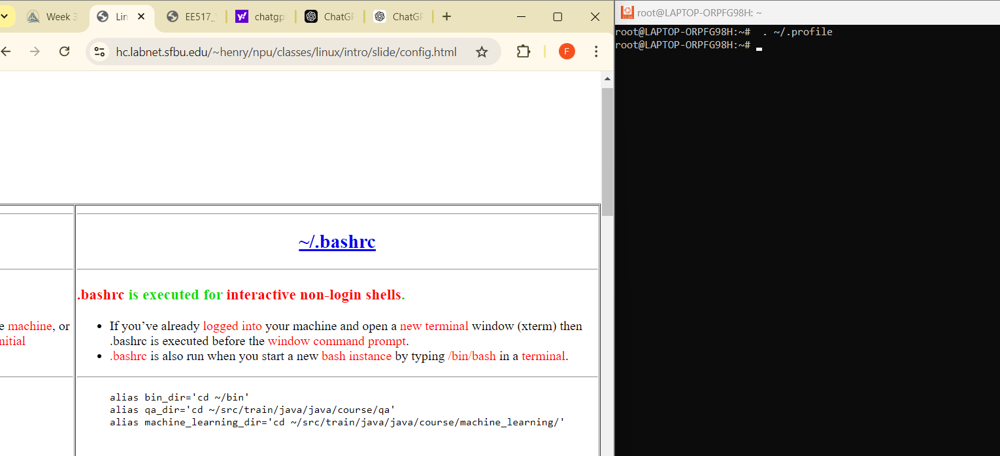 Week 3
Lin
EE517_
chatgp
ChatGP
ChatGP
hc.labnet.sfbu.edu/~henry/npu/classes/linux/intro/slide/config.html
F
~/.bashrc
.bashrc is executed for interactive non-login shells.
e machine, or
nitial
If you’ve already logged into your machine and open a new terminal window (xterm) then
.bashrc is executed before the window command prompt.
.bashrc is also run when you start a new bash instance by typing /bin/bash in a terminal.
alias bin_dir='cd ~/bin'
alias qa_dir='cd ~/src/train/java/java/course/qa'
alias machine_learning_dir='cd ~/src/train/java/java/course/machine_learning/'
root@LAPTOP-ORPFG98H: ~
root@LAPTOP-ORPFG98H:~#  . ~/.profile
root@LAPTOP-ORPFG98H:~#